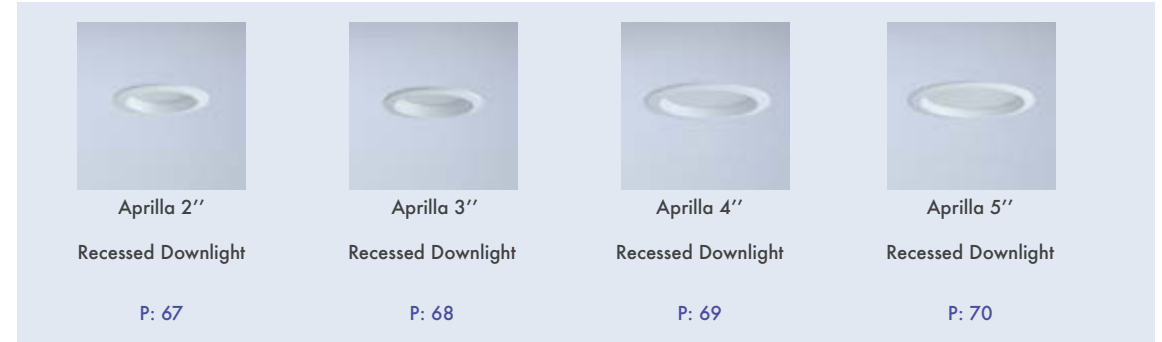 Aprilla 2’’
Recessed Downlight
P: 67
Aprilla 3’’
Recessed Downlight
P: 68
Aprilla 4’’
Recessed Downlight
P: 69
Aprilla 5’’
Recessed Downlight
P: 70